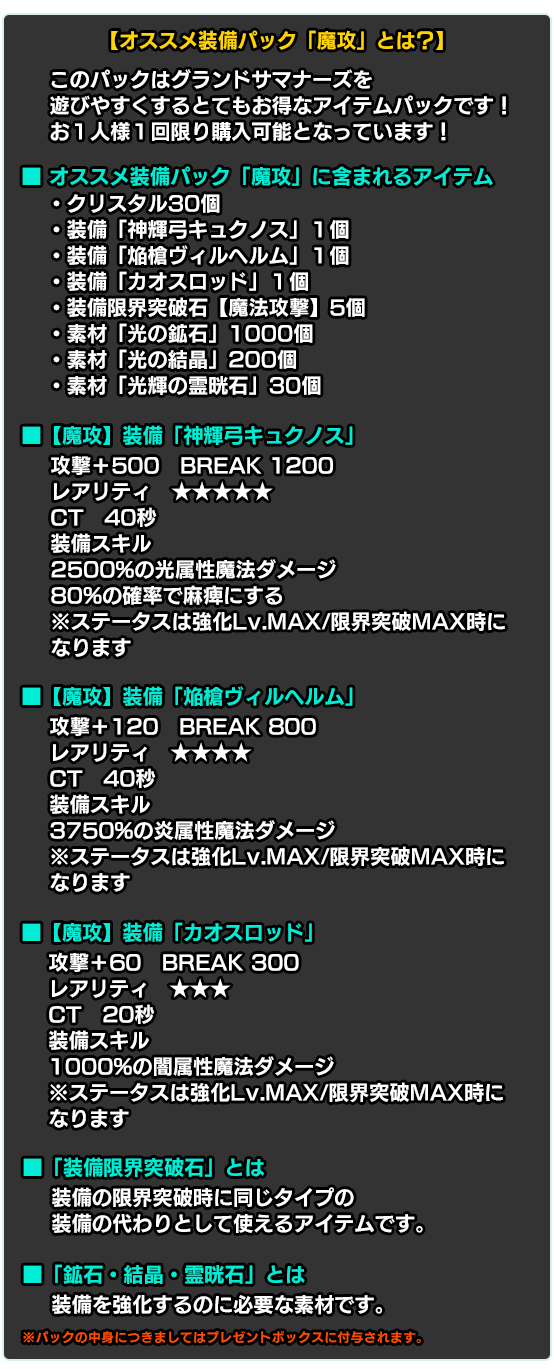 【オススメ装備パック「魔攻」とは?】
このパックはグランドサマナーズを
遊びやすくするとてもお得なアイテムパックです!
お1人様1回限り購入可能となっています!
■ オススメ装備パック「魔攻」に含まれるアイテム
・クリスタル30個
・装備「神輝弓キュクノス」1個
・装備「焔槍ヴィルヘルム」1個
・装備「カオスロッド」1個
・装備限界突破石【魔法攻撃】5個
・素材「光の鉱石」1000個
・素材「光の結晶」200個
・素材「光輝の霊晄石」30個
■【魔攻】装備「神輝弓キュクノス」
攻撃+500 BREAK 1200
レアリティ ★★★★★
CT 40秒
装備スキル
2500%の光属性魔法ダメージ
80%の確率で麻痺にする
※ステータスは強化Lv.MAX/限界突破MAX時に
なります
■【魔攻】装備「焔槍ヴィルヘルム」
攻撃+120 BREAK 800
レアリティ ★★★★
CT 40秒
装備スキル
3750%の炎属性魔法ダメージ
※ステータスは強化Lv.MAX/限界突破MAX時に
なります
■【魔攻】装備「カオスロッド」
攻撃+60 BREAK 300
レアリティ ★★★
CT 20秒
装備スキル
1000%の闇属性魔法ダメージ
※ステータスは強化Lv.MAX/限界突破MAX時に
なります
■「装備限界突破石」とは
装備の限界突破時に同じタイプの
装備の代わりとして使えるアイテムです。
■「鉱石・結晶・霊晄石」とは
装備を強化するのに必要な素材です。
※パックの中身につきましてはプレゼントボックスに付与されます。